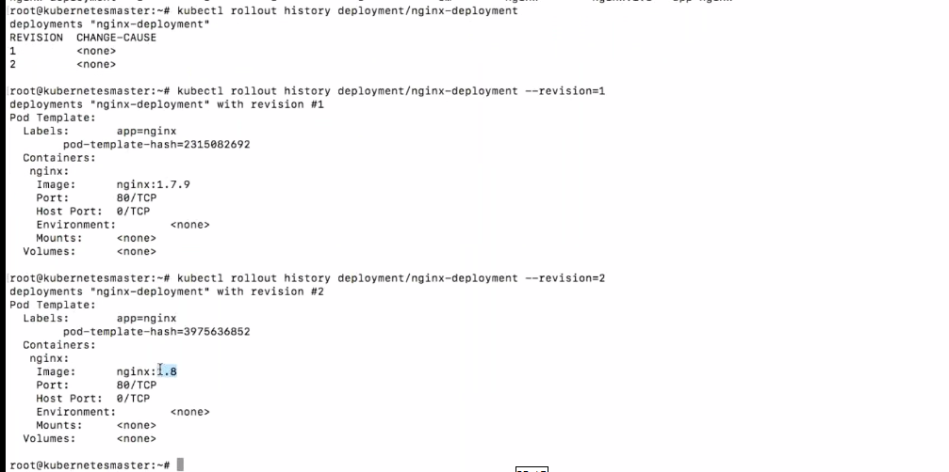 root@kubernetesmaster:~# kubectl rollout history deployment/nginx-deployment
deployments "nginx-deployment"
REVISION  CHANGE-CAUSE
1         <none>
2         <none>
root@kubernetesmaster:~# kubectl rollout history deployment/nginx-deployment --revision=1
deployments "nginx-deployment" with revision #1
Pod Template:
  Labels:       app=nginx
        pod-template-hash=2315082692
  Containers:
   nginx:
    Image:      nginx:1.7.9
    Port:       80/TCP
    Host Port:  0/TCP
    Environment:        <none>
    Mounts:     <none>
  Volumes:      <none>
root@kubernetesmaster:~# kubectl rollout history deployment/nginx-deployment --revision=2
deployments "nginx-deployment" with revision #2
Pod Template:
  Labels:       app=nginx
        pod-template-hash=3975636852
  Containers:
   nginx:
    Image:      nginx:1.8
    Port:       80/TCP
    Host Port:  0/TCP
    Environment:        <none>
    Mounts:     <none>
  Volumes:      <none>
root@kubernetesmaster:~#